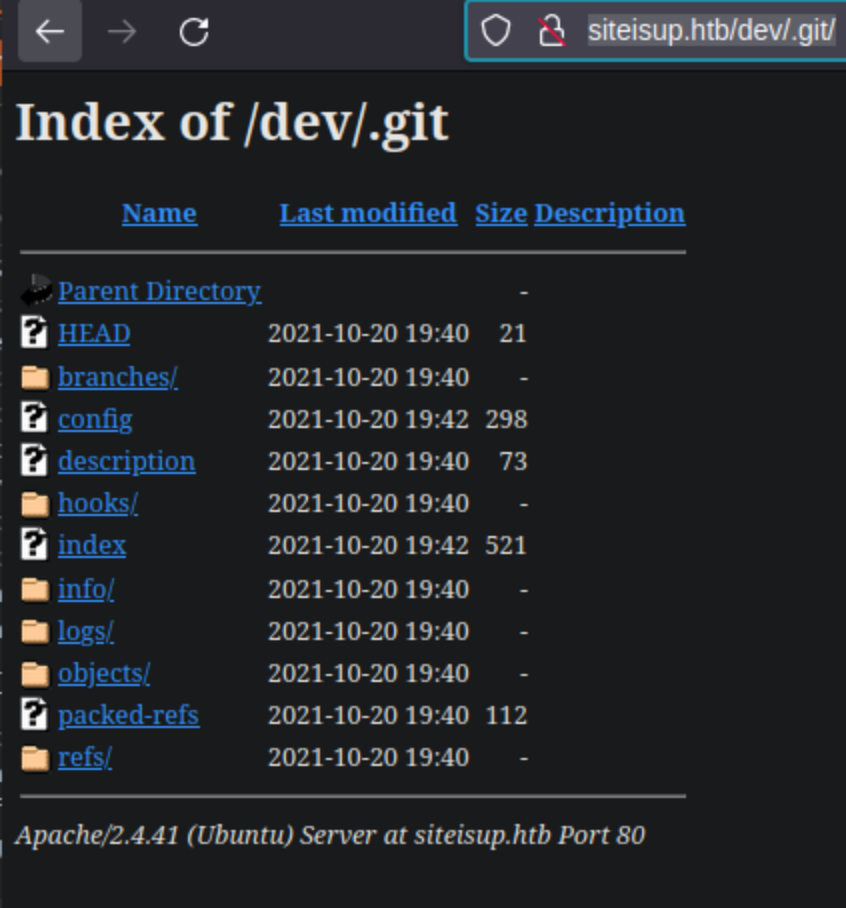 siteisup.htb/dev/.git/
Index of /dev/.git
Name Last modified Size Description
Parent Directory -
HEAD 2021-10-20 19:40 21
branches/ 2021-10-20 19:40 -
config 2021-10-20 19:42 298
description 2021-10-20 19:40 73
hooks/ 2021-10-20 19:40 -
index 2021-10-20 19:42 521
info/ 2021-10-20 19:40 -
logs/ 2021-10-20 19:40 -
objects/ 2021-10-20 19:40 -
packed-refs 2021-10-20 19:40 112
refs/ 2021-10-20 19:40 -
Apache/2.4.41 (Ubuntu) Server at siteisup.htb Port 80